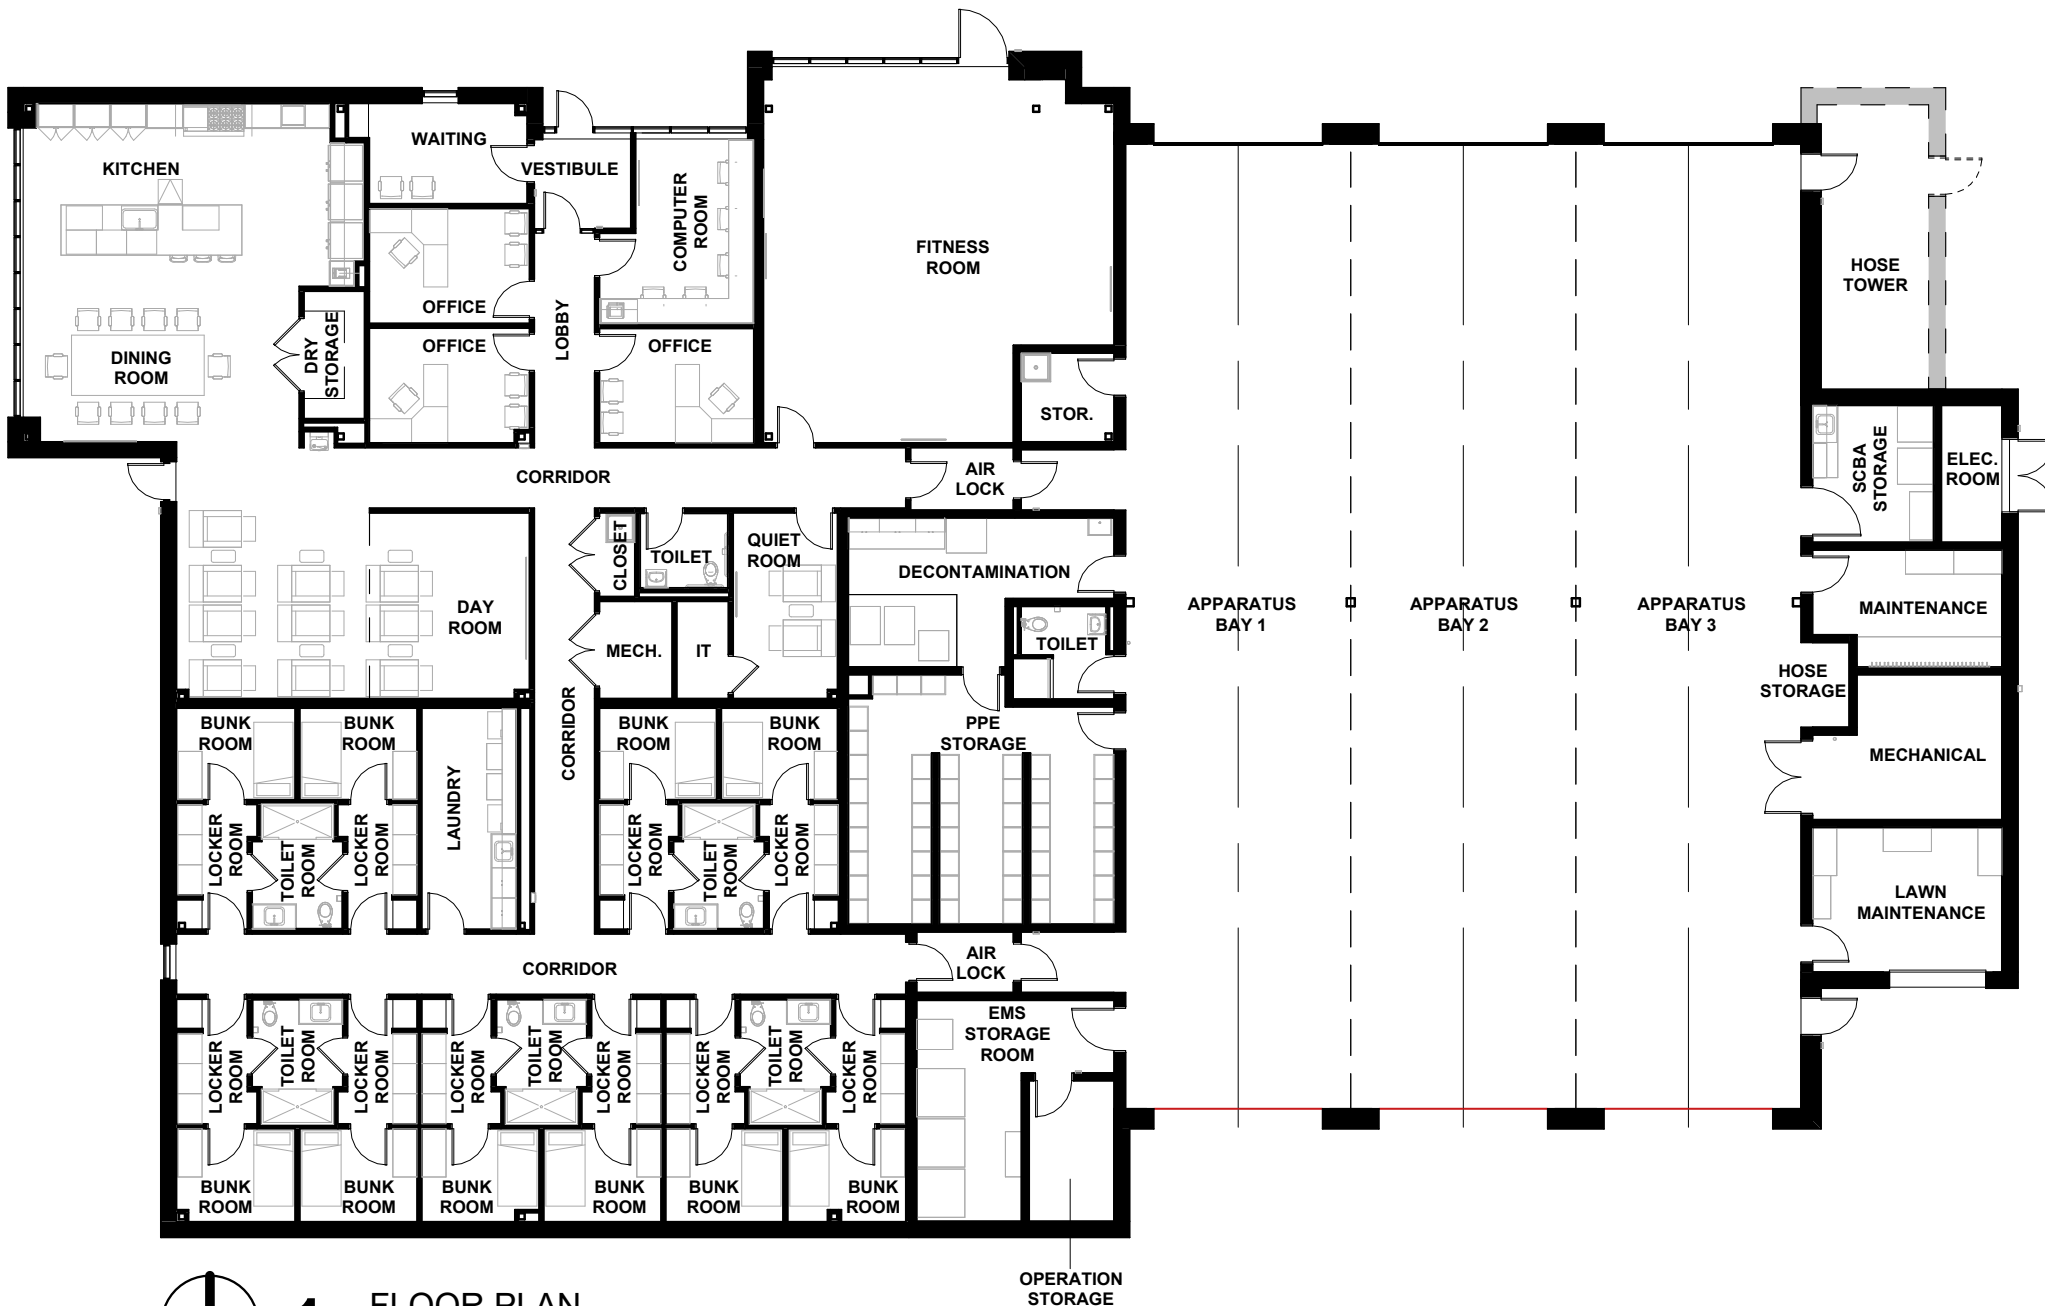 KITCHEN
WAITING
VESTIBULE
COMPUTER
ROOM
FITNESS
ROOM
HOSE
TOWER
OFFICE
LOBBY
DINING
ROOM
DRY
STORAGE
OFFICE
OFFICE
STOR.
CORRIDOR
AIR
LOCK
SCBA
STORAGE
ELEC.
ROOM
CLOSET
TOILET
QUIET
ROOM
DECONTAMINATION
DAY
ROOM
MECH.
IT
TOILET
APPARATUS
BAY 1
APPARATUS
BAY 2
APPARATUS
BAY 3
MAINTENANCE
HOSE
STORAGE
BUNK
ROOM
BUNK
ROOM
LAUNDRY
CORRIDOR
BUNK
ROOM
BUNK
ROOM
PPE
STORAGE
MECHANICAL
LOCKER
ROOM
TOILET
ROOM
LOCKER
ROOM
LOCKER
ROOM
TOILET
ROOM
LOCKER
ROOM
LAWN
MAINTENANCE
CORRIDOR
AIR
LOCK
EMS
STORAGE
ROOM
LOCKER
ROOM
TOILET
ROOM
LOCKER
ROOM
LOCKER
ROOM
TOILET
ROOM
LOCKER
ROOM
LOCKER
ROOM
TOILET
ROOM
LOCKER
ROOM
BUNK
ROOM
BUNK
ROOM
BUNK
ROOM
BUNK
ROOM
BUNK
ROOM
BUNK
ROOM
OPERATION
STORAGE
1
FLOOR PLAN